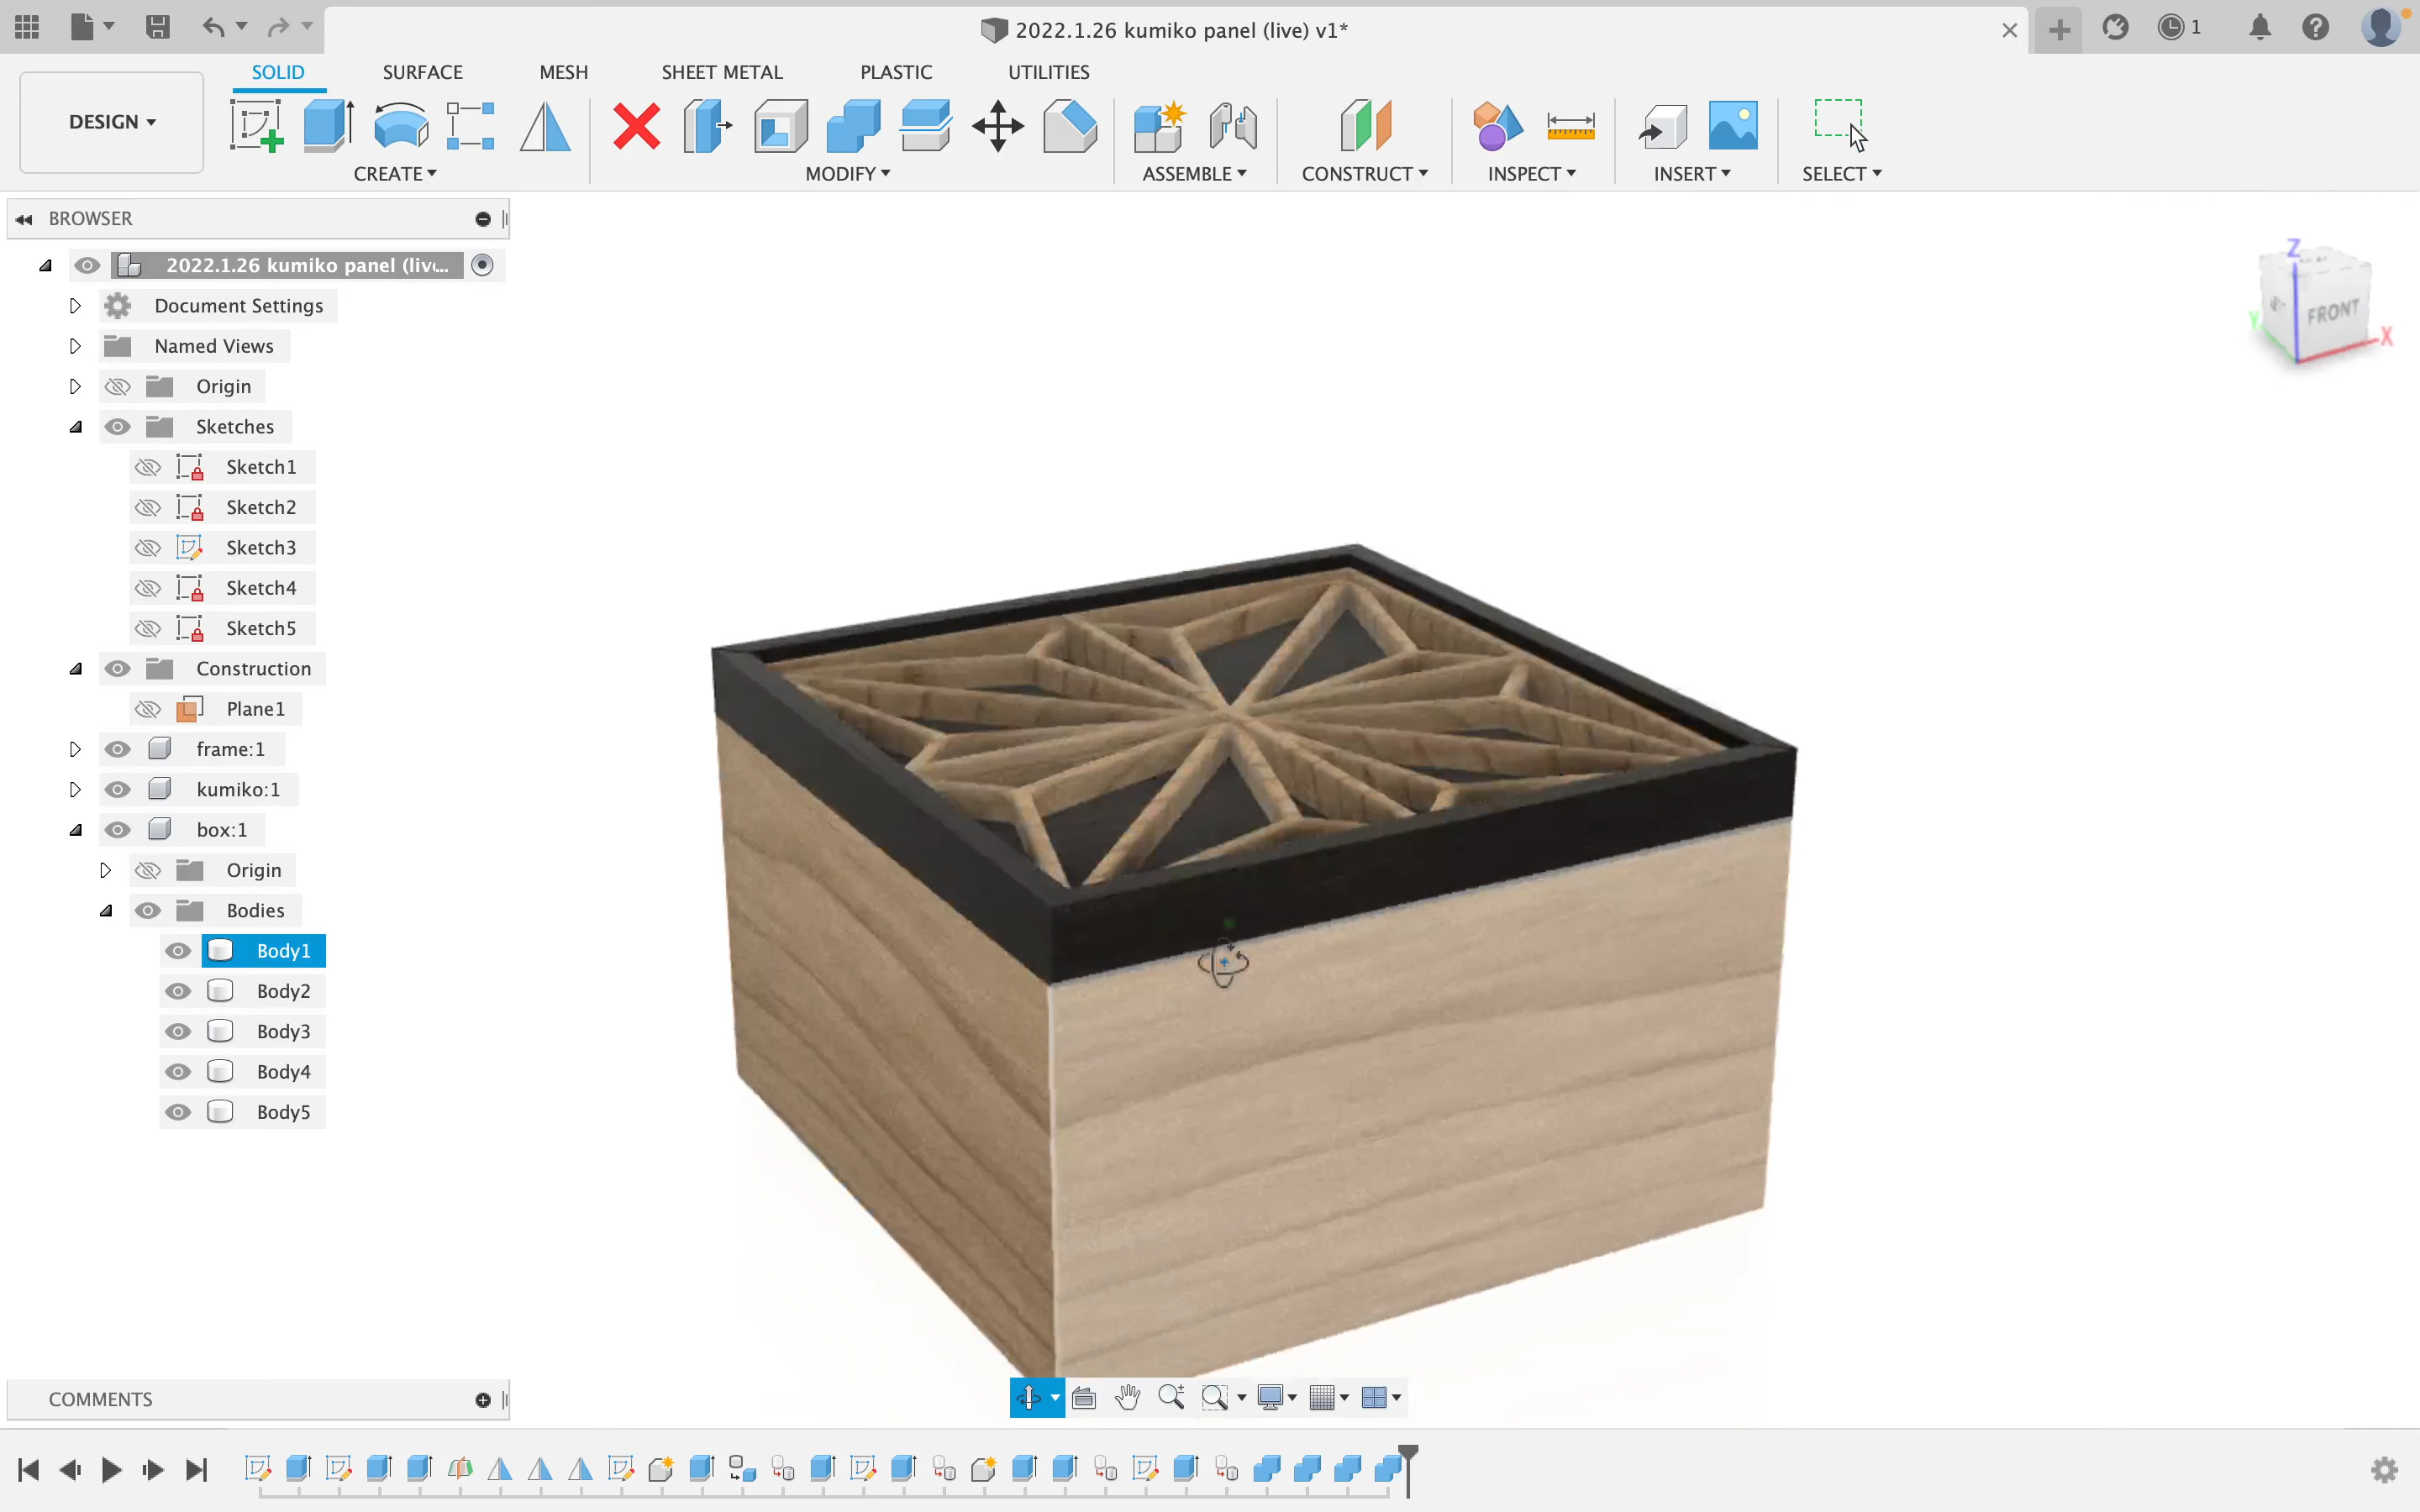 2022.1.26 kumiko panel (live) v1*
1
DESIGN
SOLID
SURFACE
MESH
SHEET METAL
PLASTIC
UTILITIES
CREATE
MODIFY
ASSEMBLE
CONSTRUCT
INSPECT
INSERT
SELECT
BROWSER
2022.1.26 kumiko panel (liv...
Document Settings
Named Views
Origin
Sketches
Sketch1
Sketch2
Sketch3
Sketch4
Sketch5
Construction
Plane1
frame:1
kumiko:1
box:1
Origin
Bodies
Body1
Body2
Body3
Body4
Body5
Z
FRONT
Y
X
COMMENTS